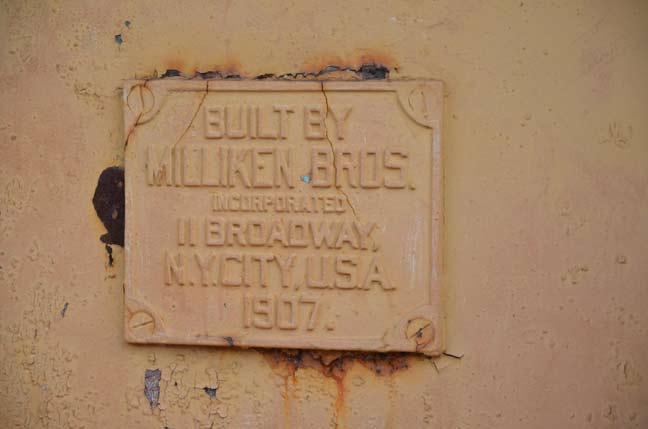 BUILT BY
MILLIKEN BROS.
INCORPORATED
11 BROADWAY,
N.Y.CITY, U.S.A.
1907.